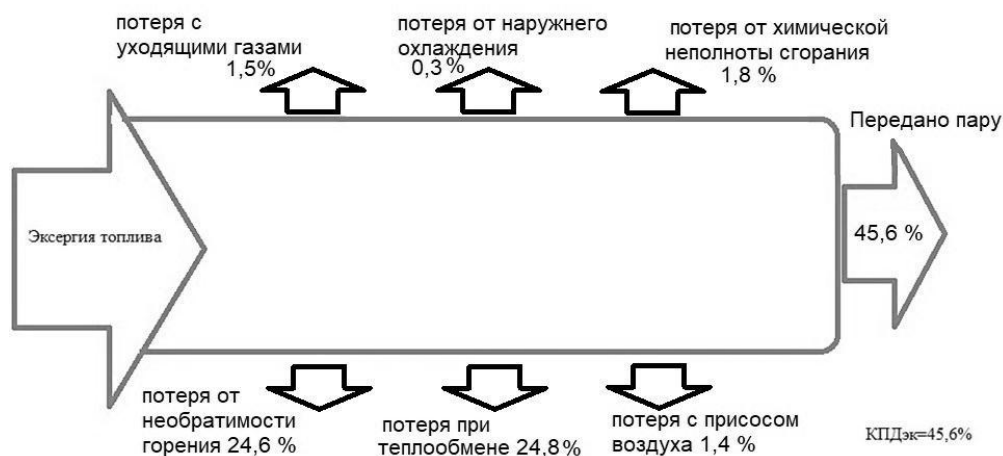 потеря с
уходящими газами
1,5%
потеря от наружнего
охлаждения
0,3 %
потеря от химической
неполноты сгорания
1,8 %
Передано пару
Эксергия топлива
45,6 %
потеря от
необратимости
горения 24,6 %
потеря при
теплообмене 24,8%
потеря с присосом
воздуха 1,4 %
КПДэк=45,6%